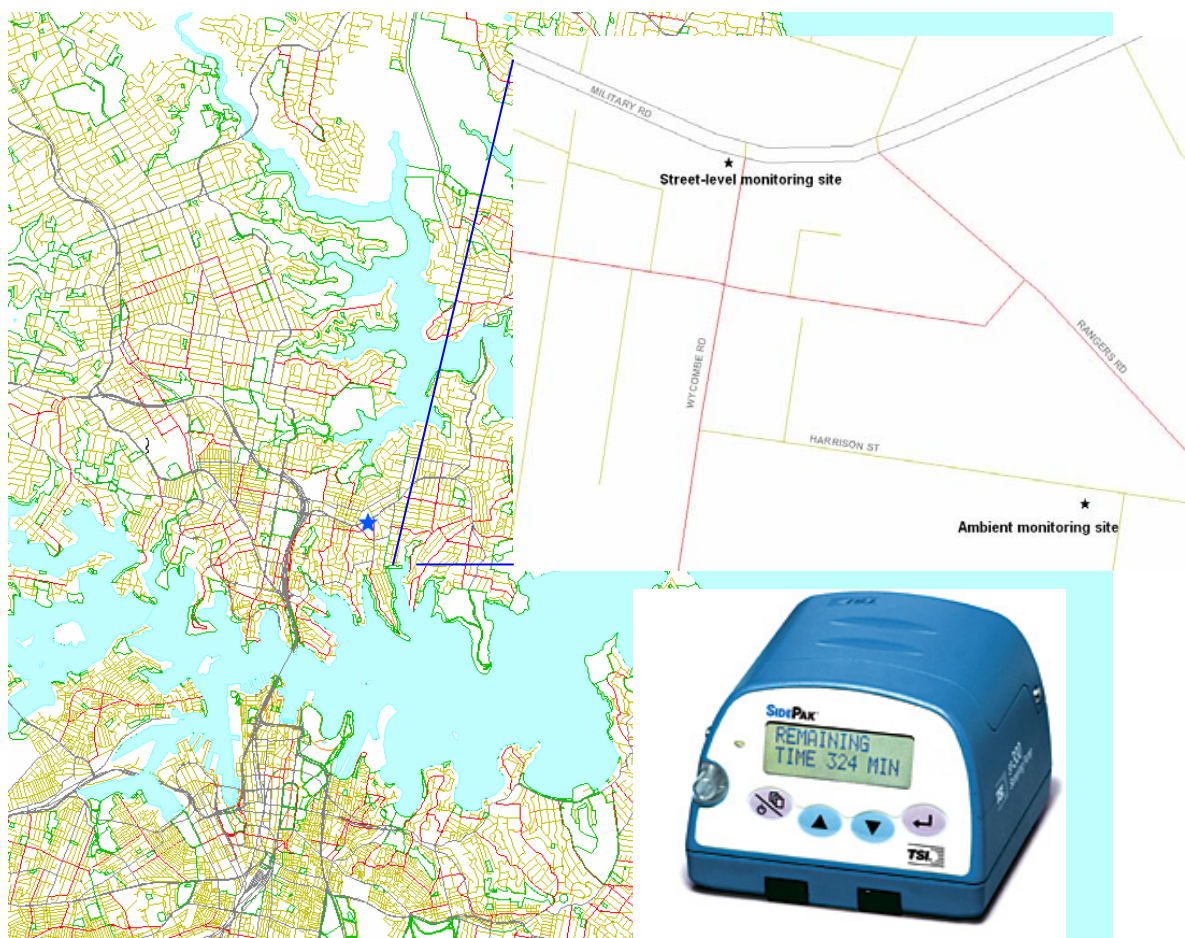 MILITARY RD
Street-level monitoring site
WYCOMBE RD
RANGERS RD
HARRISON ST
Ambient monitoring site
SIDEPAK
REMAINING
TIME 324 MIN
TSI